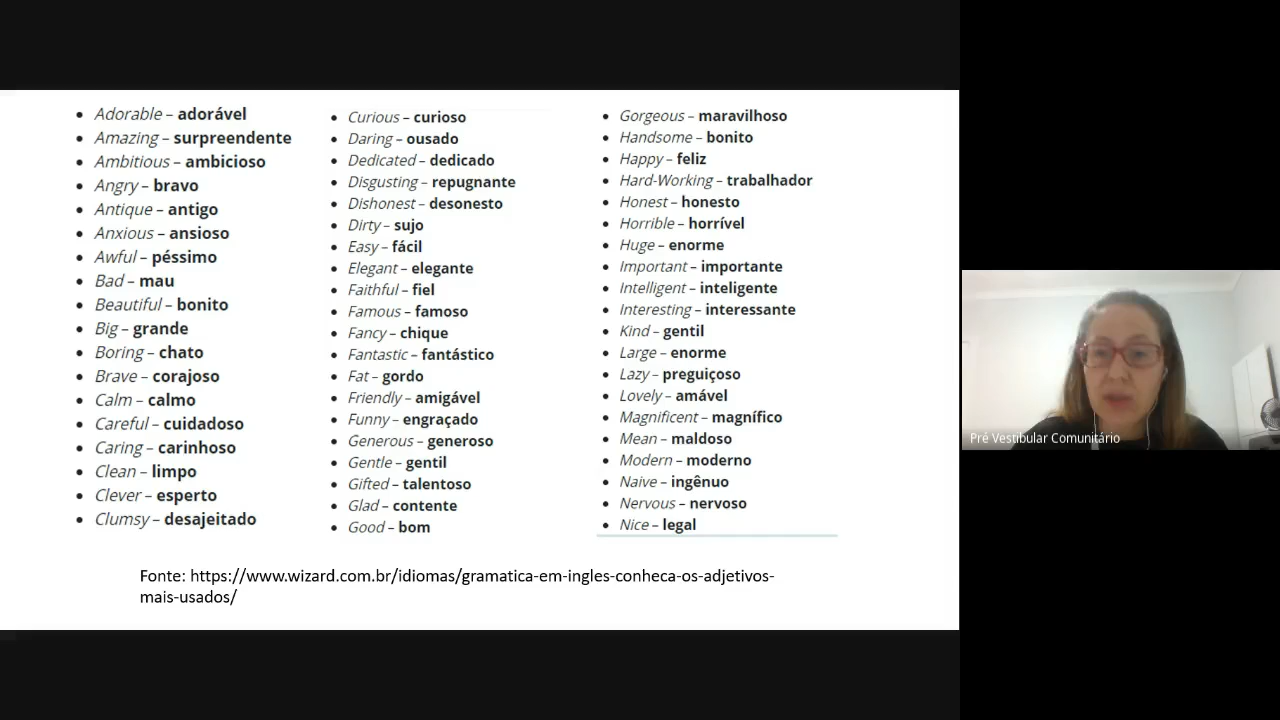 Adorable – adorável
Amazing – surpreendente
Ambitious – ambicioso
Angry – bravo
Antique – antigo
Anxious – ansioso
Awful – péssimo
Bad – mau
Beautiful – bonito
Big – grande
Boring – chato
Brave – corajoso
Calm – calmo
Careful – cuidadoso
Caring – carinhoso
Clean – limpo
Clever – esperto
Clumsy – desajeitado
Curious – curioso
Daring – ousado
Dedicated – dedicado
Disgusting – repugnante
Dishonest – desonesto
Dirty – sujo
Easy – fácil
Elegant – elegante
Faithful – fiel
Famous – famoso
Fancy – chique
Fantastic – fantástico
Fat – gordo
Friendly – amigável
Funny – engraçado
Generous – generoso
Gentle – gentil
Gifted – talentoso
Glad – contente
Good – bom
Gorgeous – maravilhoso
Handsome – bonito
Happy – feliz
Hard-Working – trabalhador
Honest – honesto
Horrible – horrível
Huge – enorme
Important – importante
Intelligent – inteligente
Interesting – interessante
Kind – gentil
Large – enorme
Lazy – preguiçoso
Lovely – amável
Magnificent – magnífico
Mean – maldoso
Modern – moderno
Naive – ingênuo
Nervous – nervoso
Nice – legal
Fonte: https://www.wizard.com.br/idiomas/gramatica-em-ingles-conheca-os-adjetivos-
mais-usados/
Pré Vestibular Comunitário